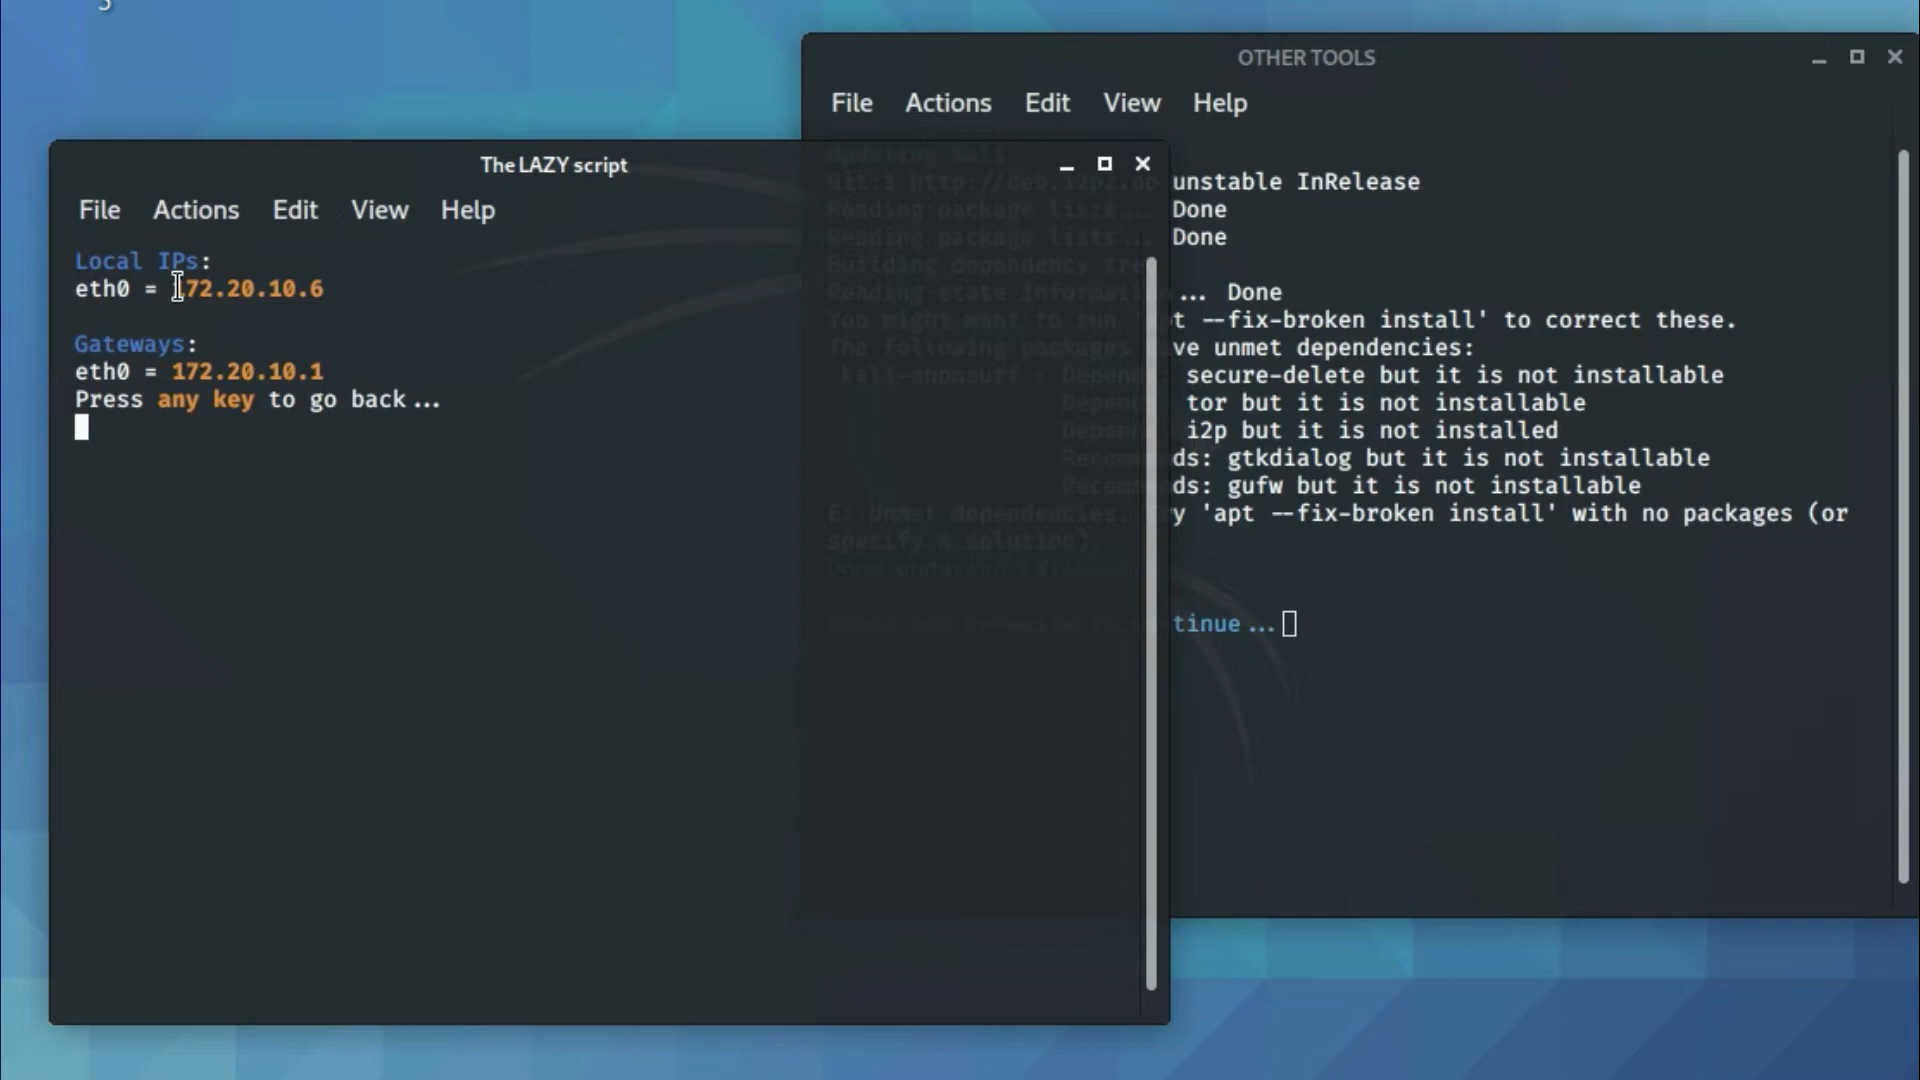 OTHER TOOLS
File Actions Edit View Help
unstable InRelease
Done
Done
... Done
--fix-broken install' to correct these.
ve unmet dependencies:
secure-delete but it is not installable
tor but it is not installable
i2p but it is not installed
ds: gtkdialog but it is not installable
ds: gufw but it is not installable
y 'apt --fix-broken install' with no packages (or
tinue...
The LAZY script
File Actions Edit View Help
Local IPs:
eth0 = 172.20.10.6
Gateways:
eth0 = 172.20.10.1
Press any key to go back...